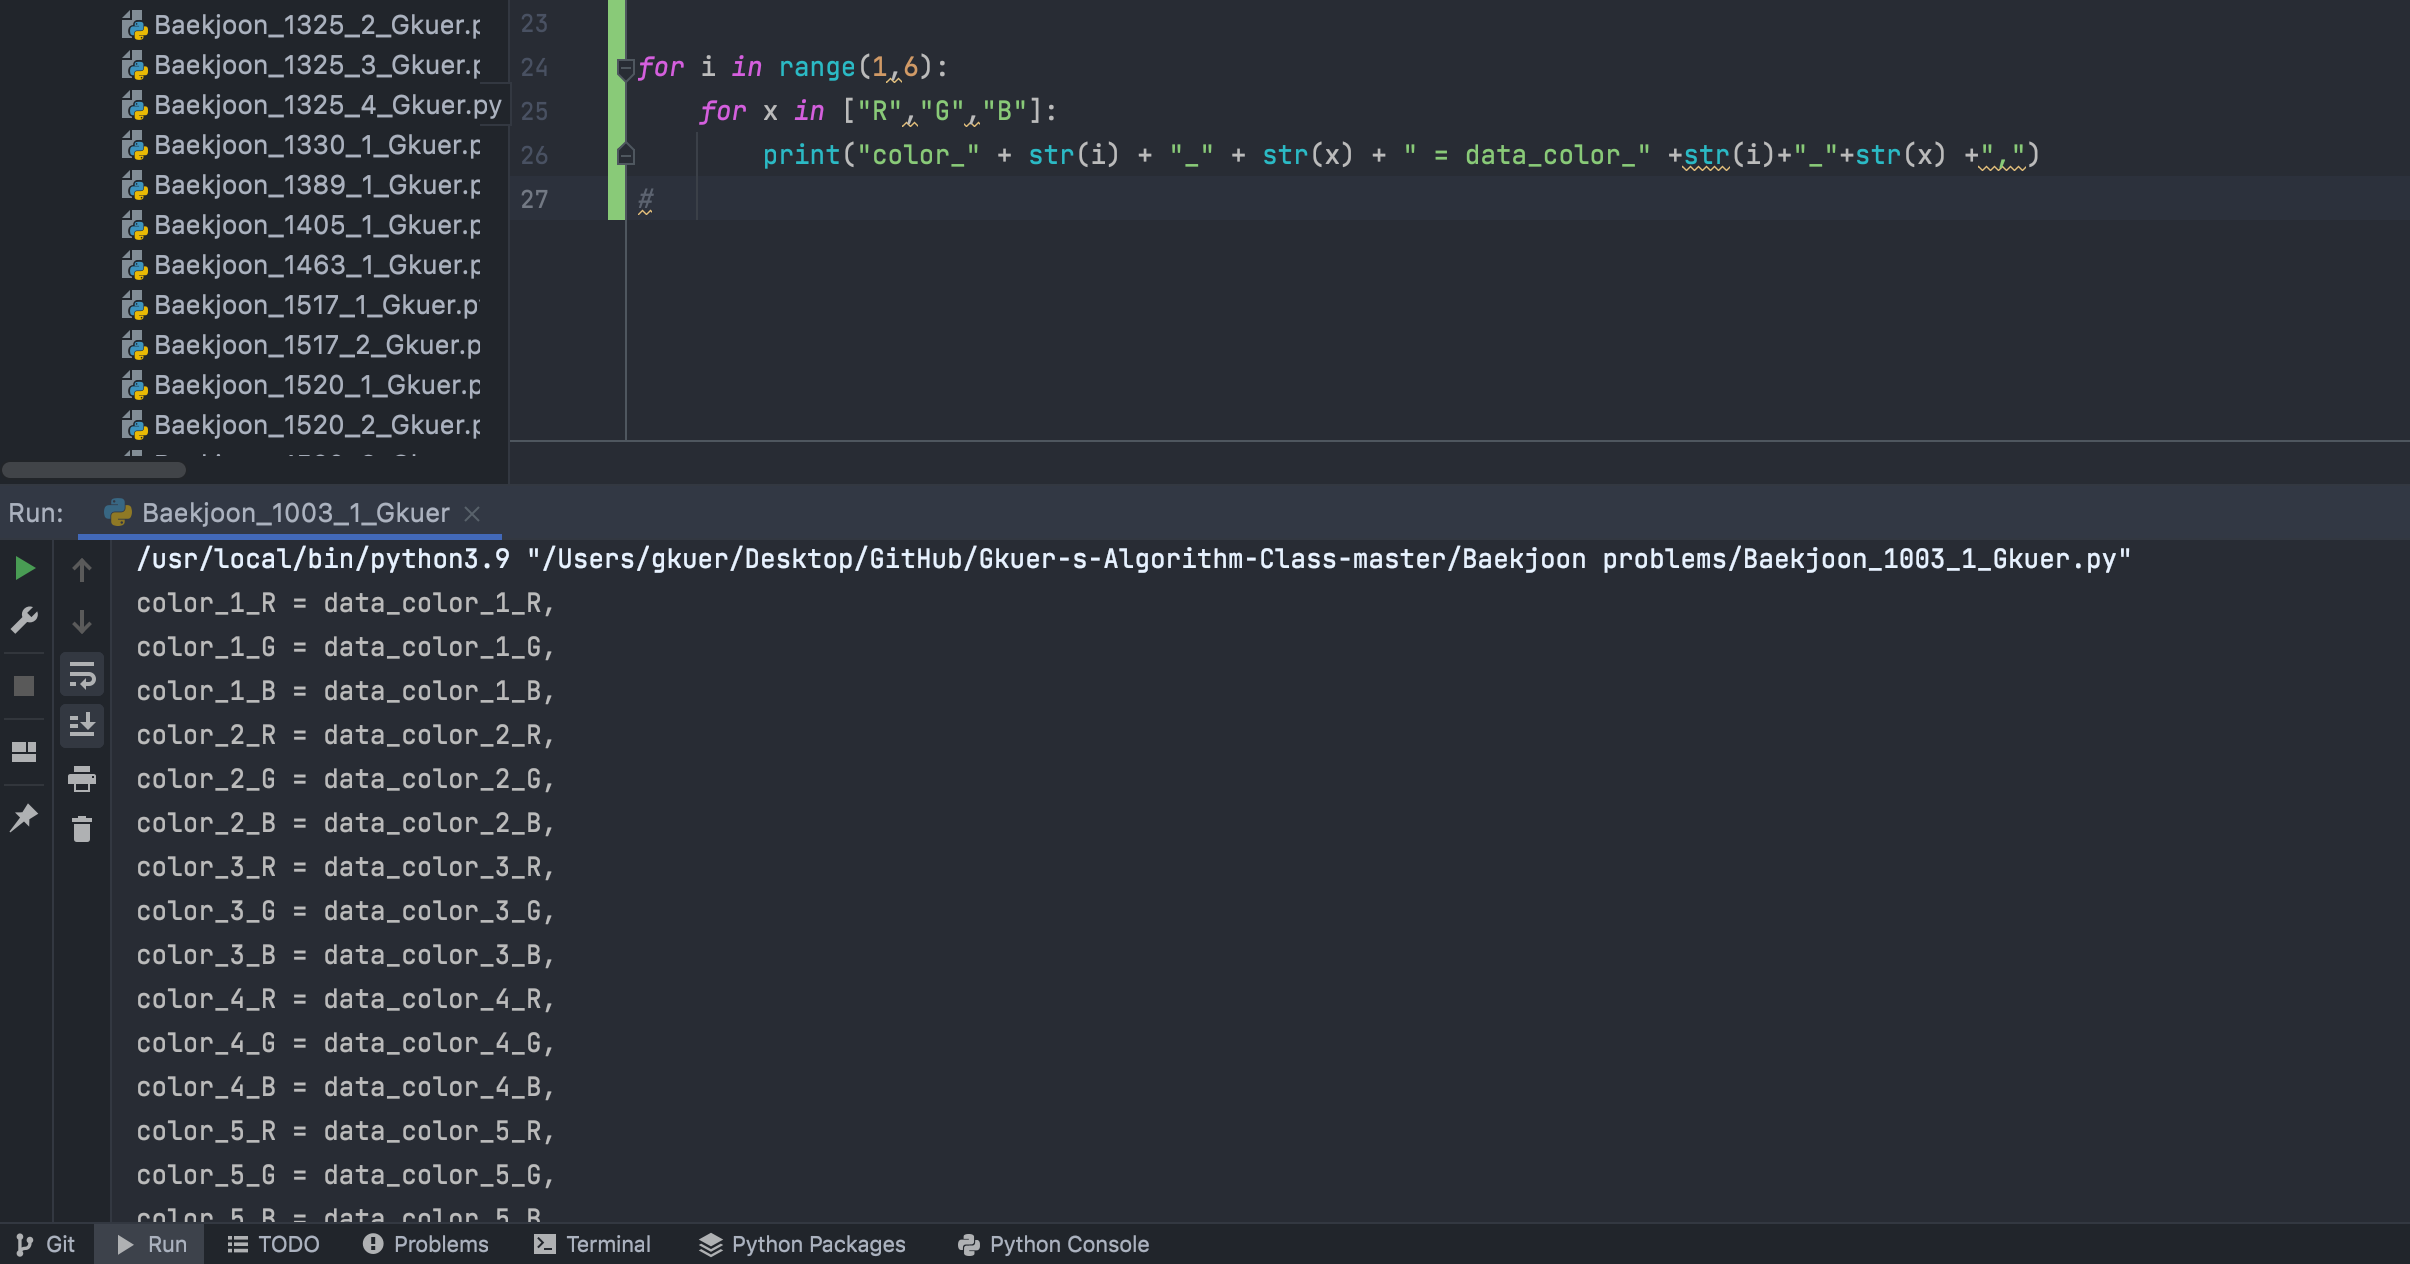 Baekjoon_1325_2_Gkuer.p
Baekjoon_1325_3_Gkuer.p
Baekjoon_1325_4_Gkuer.py
Baekjoon_1330_1_Gkuer.p
Baekjoon_1389_1_Gkuer.p
Baekjoon_1405_1_Gkuer.p
Baekjoon_1463_1_Gkuer.p
Baekjoon_1517_1_Gkuer.py
Baekjoon_1517_2_Gkuer.p
Baekjoon_1520_1_Gkuer.p
Baekjoon_1520_2_Gkuer.p
23
24 for i in range(1,6):
25 for x in ["R","G","B"]:
26 print("color_" + str(i) + "_" + str(x) + " = data_color_" +str(i)+"_"+str(x) +",")
27 #
Run: Baekjoon_1003_1_Gkuer
/usr/local/bin/python3.9 "/Users/gkuer/Desktop/GitHub/Gkuer-s-Algorithm-Class-master/Baekjoon problems/Baekjoon_1003_1_Gkuer.py"
color_1_R = data_color_1_R,
color_1_G = data_color_1_G,
color_1_B = data_color_1_B,
color_2_R = data_color_2_R,
color_2_G = data_color_2_G,
color_2_B = data_color_2_B,
color_3_R = data_color_3_R,
color_3_G = data_color_3_G,
color_3_B = data_color_3_B,
color_4_R = data_color_4_R,
color_4_G = data_color_4_G,
color_4_B = data_color_4_B,
color_5_R = data_color_5_R,
color_5_G = data_color_5_G,
color_5_B = data_color_5_B
Git Run TODO Problems Terminal Python Packages Python Console